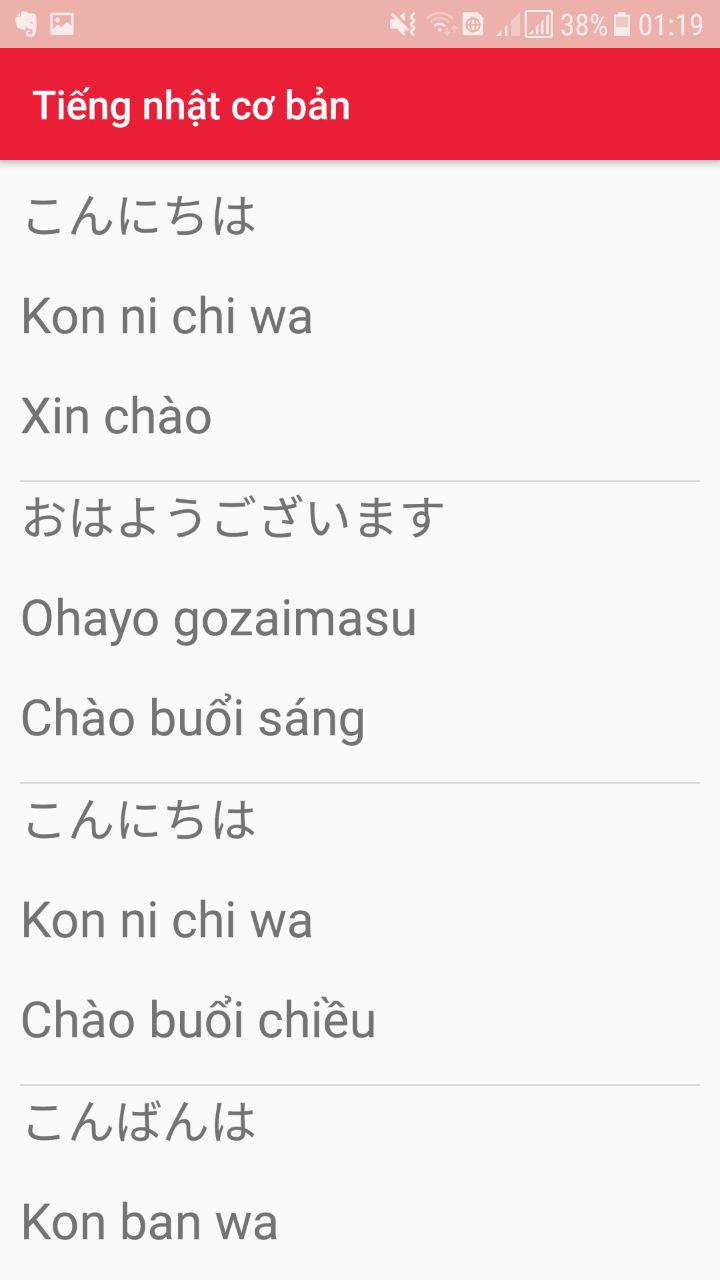 38% 01:19
Tiếng nhật cơ bản
こんにちは
Kon ni chi wa
Xin chào
おはようございます
Ohayo gozaimasu
Chào buổi sáng
こんにちは
Kon ni chi wa
Chào buổi chiều
こんばんは
Kon ban wa